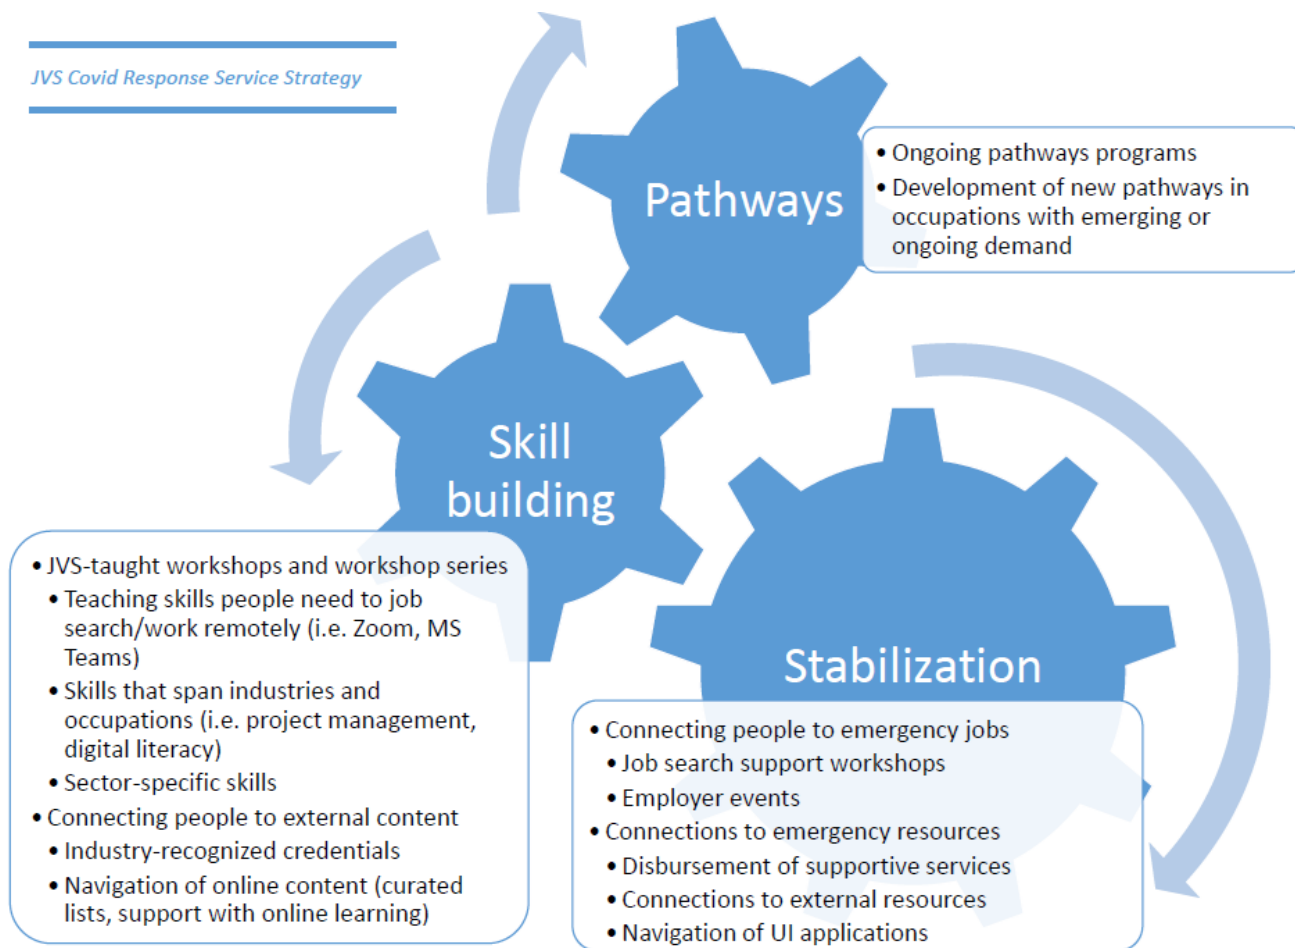 JVS Covid Response Service Strategy
Pathways
• Ongoing pathways programs
• Development of new pathways in
occupations with emerging or
ongoing demand
Skill
building
• JVS-taught workshops and workshop series
• Teaching skills people need to job
search/work remotely (i.e. Zoom, MS
Teams)
• Skills that span industries and
occupations (i.e. project management,
digital literacy)
• Sector-specific skills
• Connecting people to external content
• Industry-recognized credentials
• Navigation of online content (curated
lists, support with online learning)
Stabilization
• Connecting people to emergency jobs
• Job search support workshops
• Employer events
• Connections to emergency resources
• Disbursement of supportive services
• Connections to external resources
• Navigation of UI applications